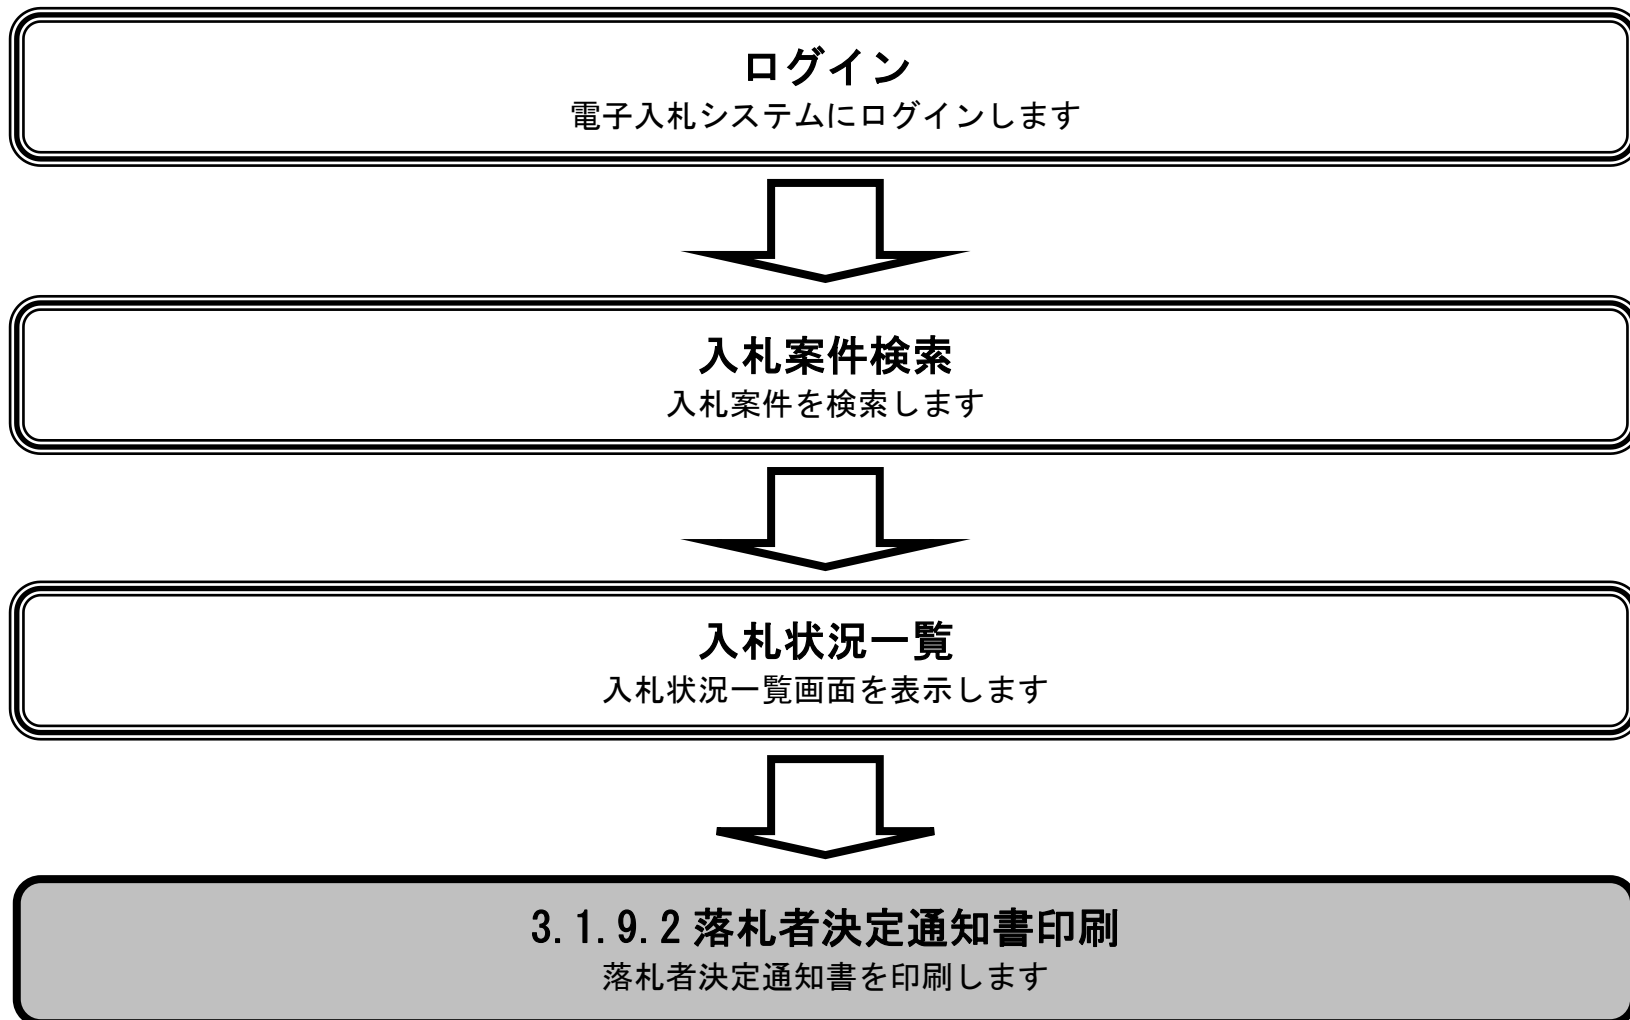 ログイン
電子入札システムにログインします
入札案件検索
入札案件を検索します
入札状況一覧
入札状況一覧画面を表示します
3.1.9.2 落札者決定通知書印刷
落札者決定通知書を印刷します